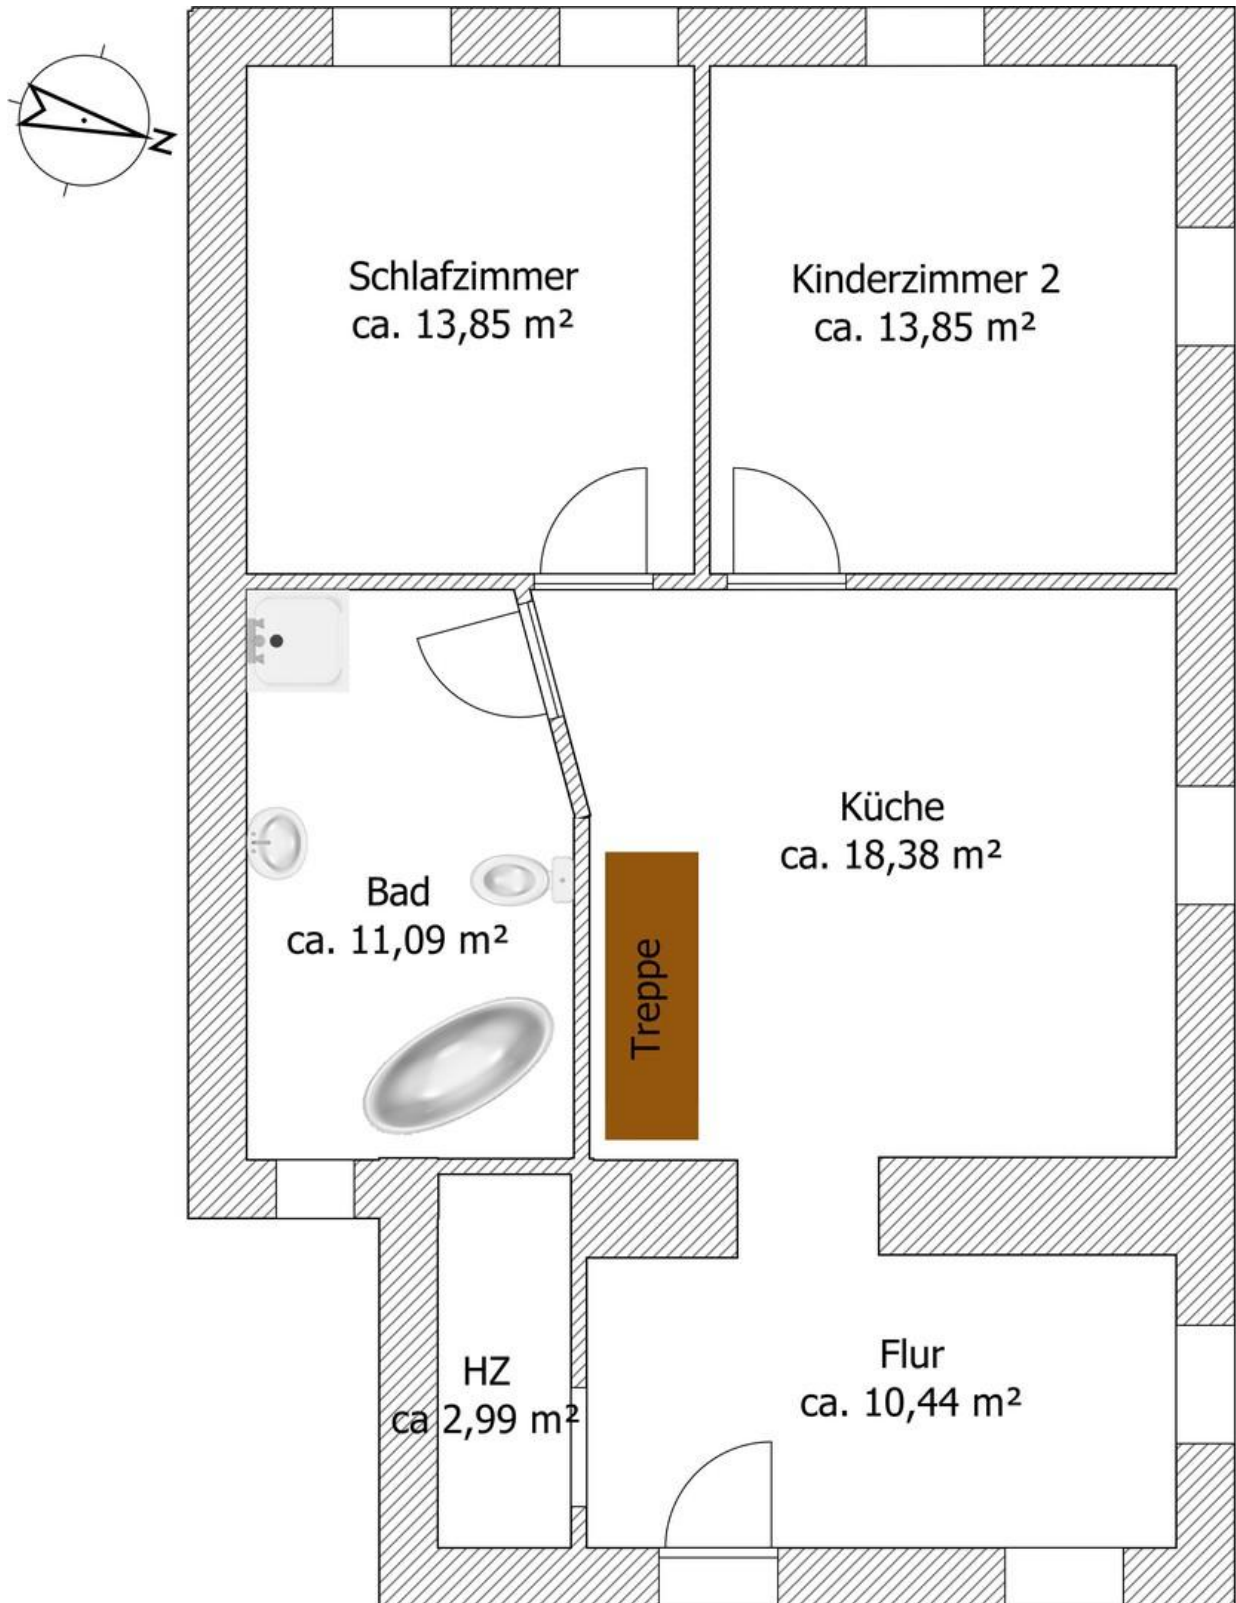 N
Schlafzimmer
ca. 13,85 m²
Kinderzimmer 2
ca. 13,85 m²
Küche
ca. 18,38 m²
Bad
ca. 11,09 m²
Treppe
HZ
ca 2,99 m²
Flur
ca. 10,44 m²